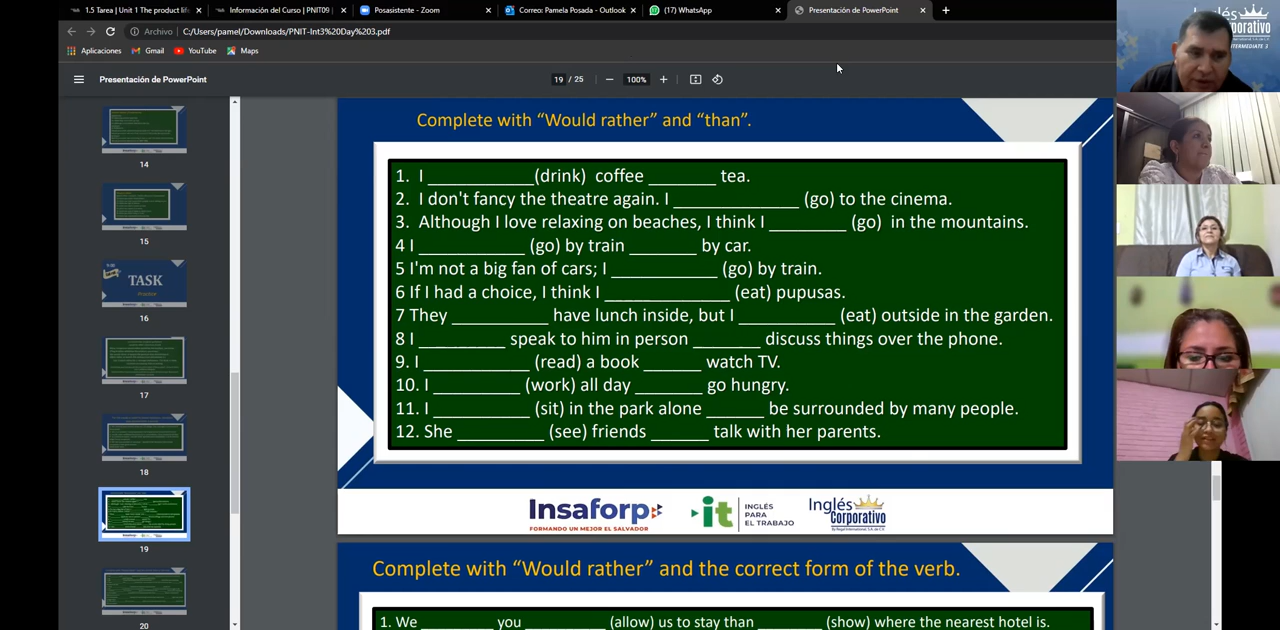 1.5 Tarea | Unit 1 The product life
Información del Curso | PNIT09
Posasistente - Zoom
Correo: Pamela Posada - Outlook
(17) WhatsApp
Presentación de PowerPoint
Archivo
C:/Users/pamel/Downloads/PNIT-Int3%20Day%203.pdf
Aplicaciones
Gmail
YouTube
Maps
Presentación de PowerPoint
19 / 25
100%
14
15
TASK
16
17
18
19
20
Complete with “Would rather” and “than”.
1. I ___________(drink) coffee _______ tea.
2. I don't fancy the theatre again. I _____________ (go) to the cinema.
3. Although I love relaxing on beaches, I think I ________ (go) in the mountains.
4 I ___________ (go) by train _______ by car.
5 I'm not a big fan of cars; I ___________ (go) by train.
6 If I had a choice, I think I _____________ (eat) pupusas.
7 They __________ have lunch inside, but I __________ (eat) outside in the garden.
8 I _________ speak to him in person _______ discuss things over the phone.
9. I ___________ (read) a book ______ watch TV.
10. I _________ (work) all day _______ go hungry.
11. I __________ (sit) in the park alone ______ be surrounded by many people.
12. She _________ (see) friends ______ talk with her parents.
Insaforp
FORMANDO UN MEJOR EL SALVADOR
it
INGLÉS
PARA
EL TRABAJO
Inglés
Corporativo
Complete with “Would rather” and the correct form of the verb.
1. We _________ you _________ (allow) us to stay than ________ (show) where the nearest hotel is.
Inglés
INTERMEDIATE 3